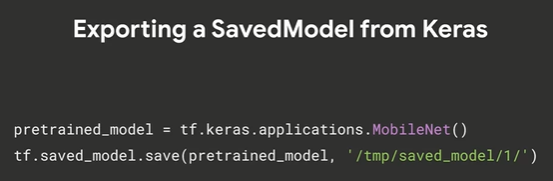 Exporting a SavedModel from Keras
pretrained_model = tf.keras.applications.MobileNet()
tf.saved_model.save(pretrained_model, '/tmp/saved_model/1/')